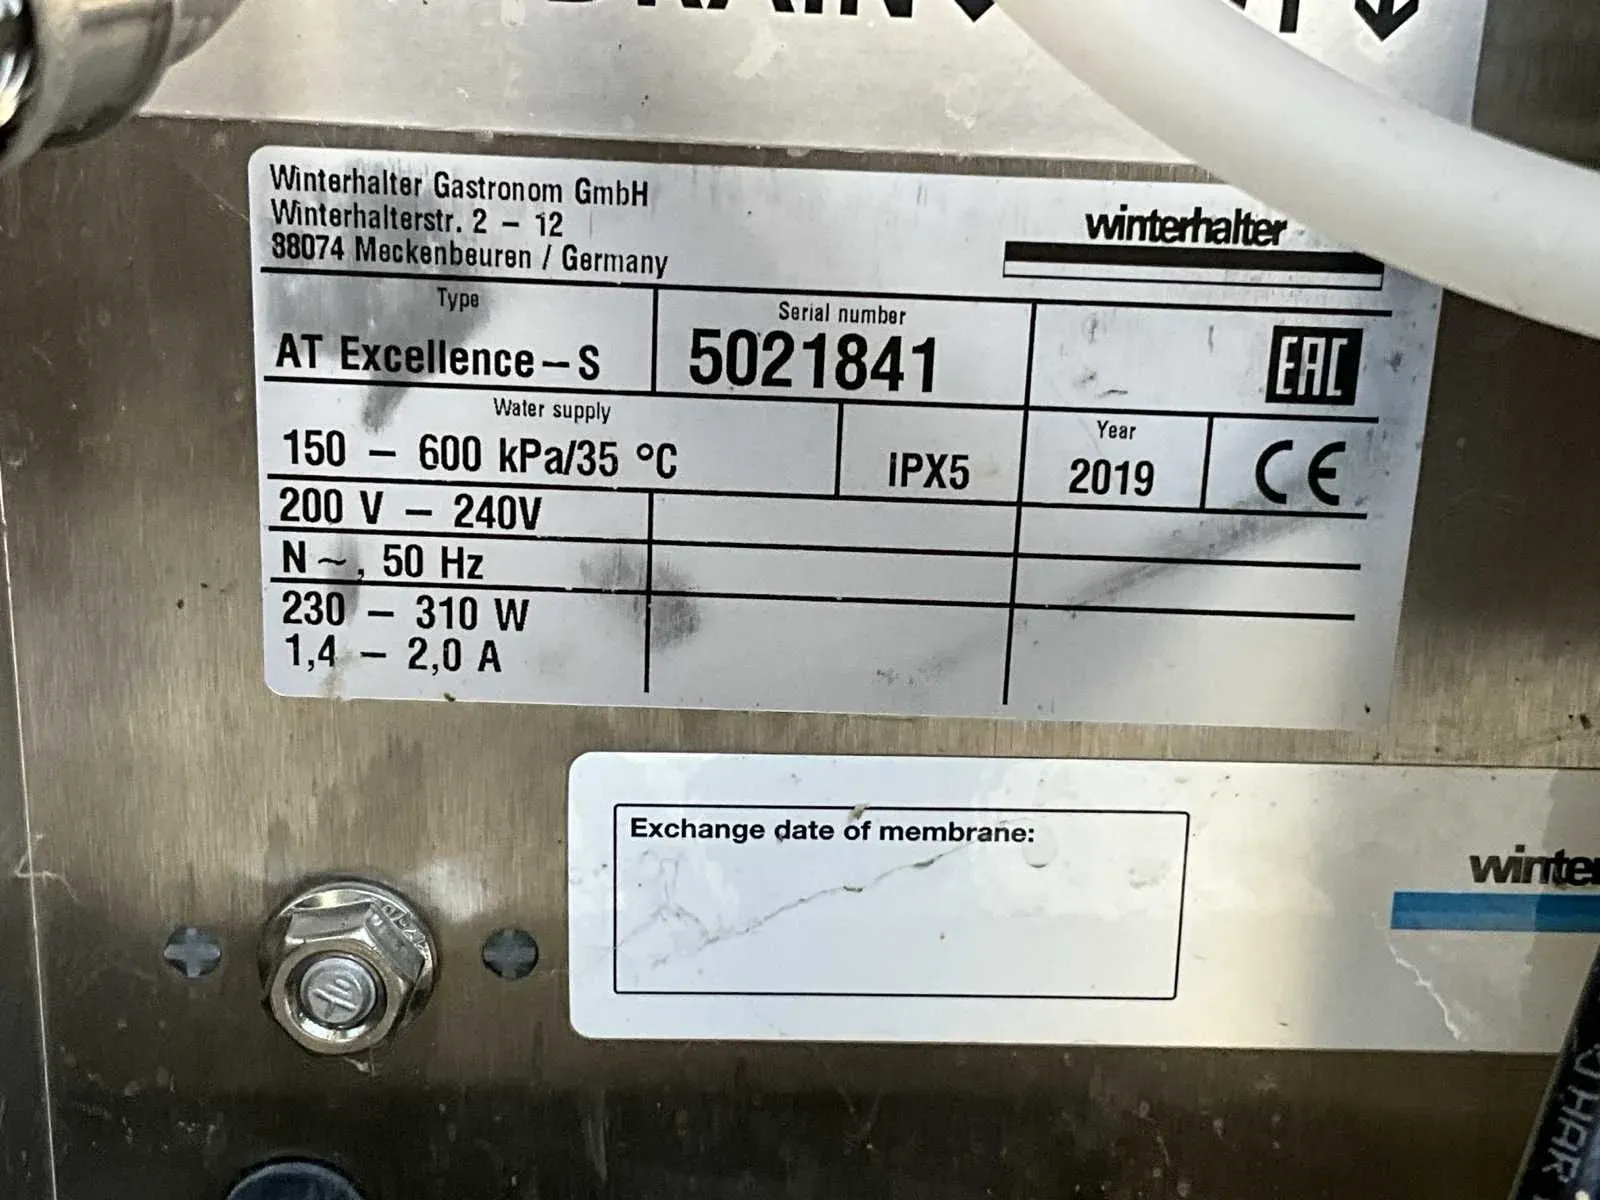 DRAIN
Winterhalter Gastronom GmbH
Winterhalterstr. 2 – 12
88074 Meckenbeuren / Germany
winterhalter
Type
AT Excellence – S
Serial number
5021841
EAC
Water supply
150 – 600 kPa/35 °C
IPX5
Year
2019
CE
200 V – 240V
N ~, 50 Hz
230 – 310 W
1,4 – 2,0 A
Exchange date of membrane:
winter